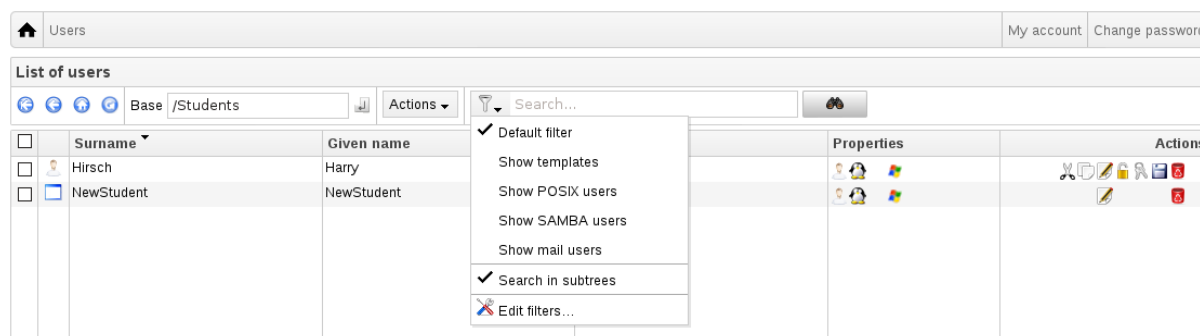 Users My account Change password
List of users
Base /Students Actions Search...
Default filter
Show templates
Show POSIX users
Show SAMBA users
Show mail users
Search in subtrees
Edit filters...
Surname Given name Properties Actions
Hirsch Harry
NewStudent NewStudent